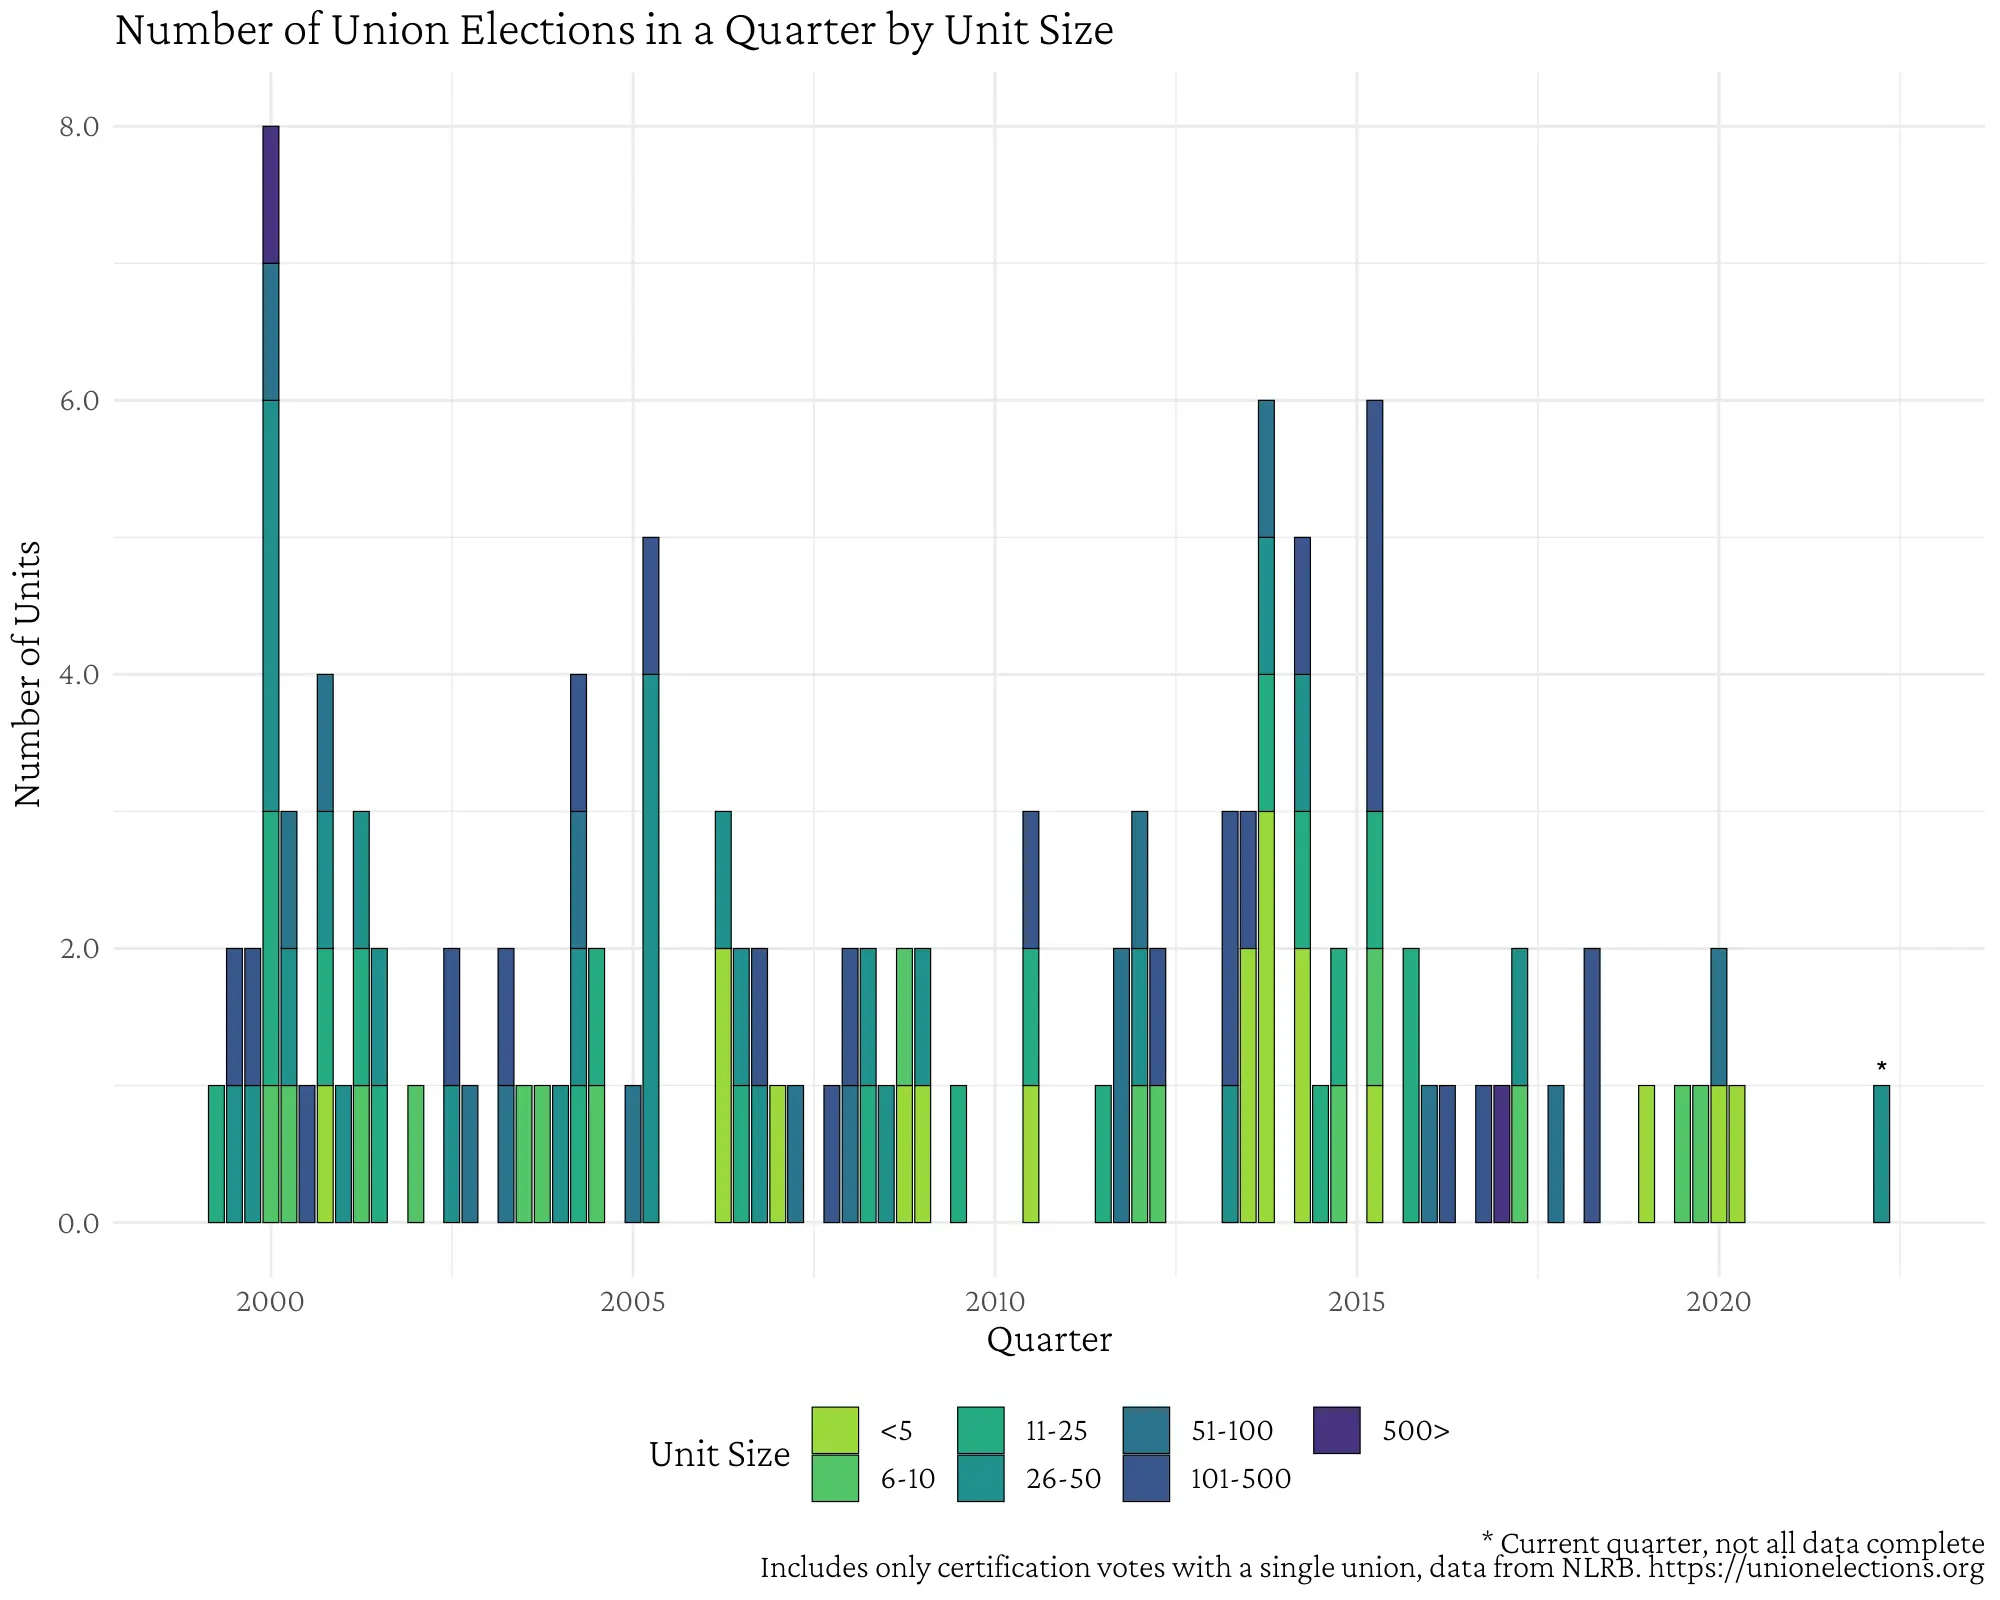 Number of Union Elections in a Quarter by Unit Size
8.0
6.0
4.0
2.0
0.0
Number of Units
*
2000 2005 2010 2015 2020
Quarter
Unit Size
<5 11-25 51-100 500>
6-10 26-50 101-500
* Current quarter, not all data complete
Includes only certification votes with a single union, data from NLRB. https://unionelections.org